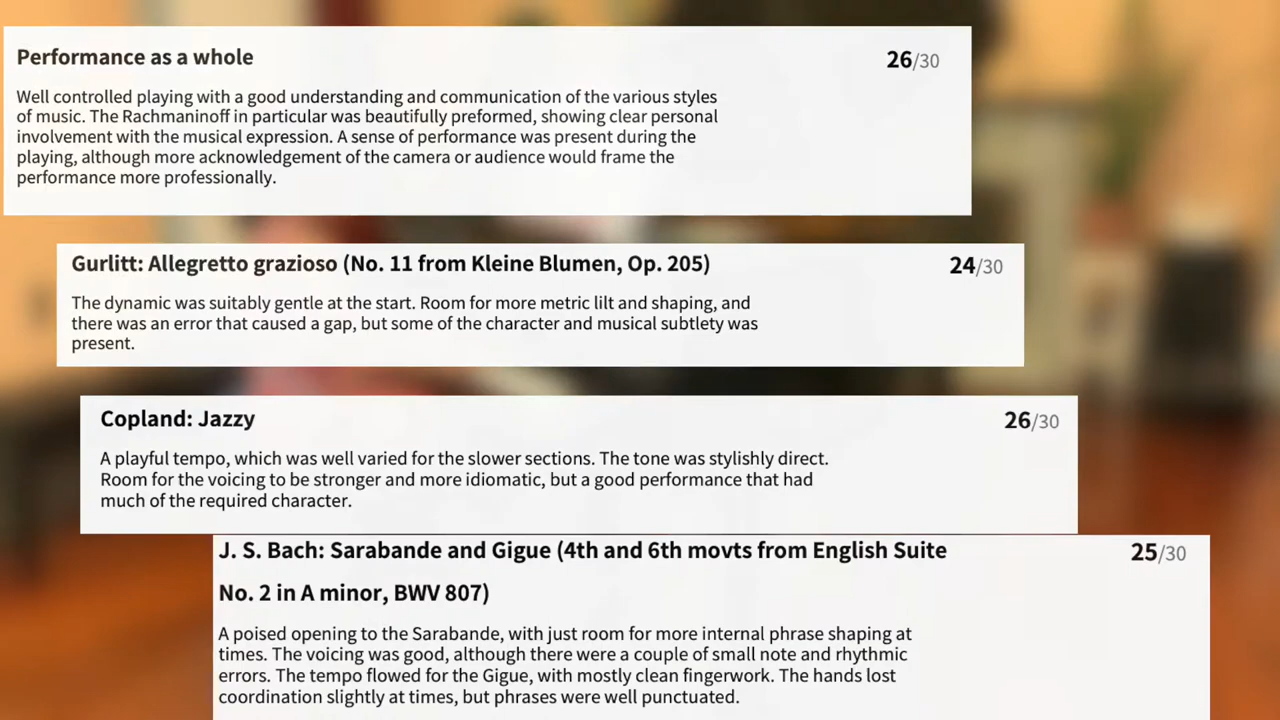 Performance as a whole 26/30
Well controlled playing with a good understanding and communication of the various styles
of music. The Rachmaninoff in particular was beautifully preformed, showing clear personal
involvement with the musical expression. A sense of performance was present during the
playing, although more acknowledgement of the camera or audience would frame the
performance more professionally.
Gurlitt: Allegretto grazioso (No. 11 from Kleine Blumen, Op. 205) 24/30
The dynamic was suitably gentle at the start. Room for more metric lilt and shaping, and
there was an error that caused a gap, but some of the character and musical subtlety was
present.
Copland: Jazzy 26/30
A playful tempo, which was well varied for the slower sections. The tone was stylishly direct.
Room for the voicing to be stronger and more idiomatic, but a good performance that had
much of the required character.
J. S. Bach: Sarabande and Gigue (4th and 6th movts from English Suite 25/30
No. 2 in A minor, BWV 807)
A poised opening to the Sarabande, with just room for more internal phrase shaping at
times. The voicing was good, although there were a couple of small note and rhythmic
errors. The tempo flowed for the Gigue, with mostly clean fingerwork. The hands lost
coordination slightly at times, but phrases were well punctuated.